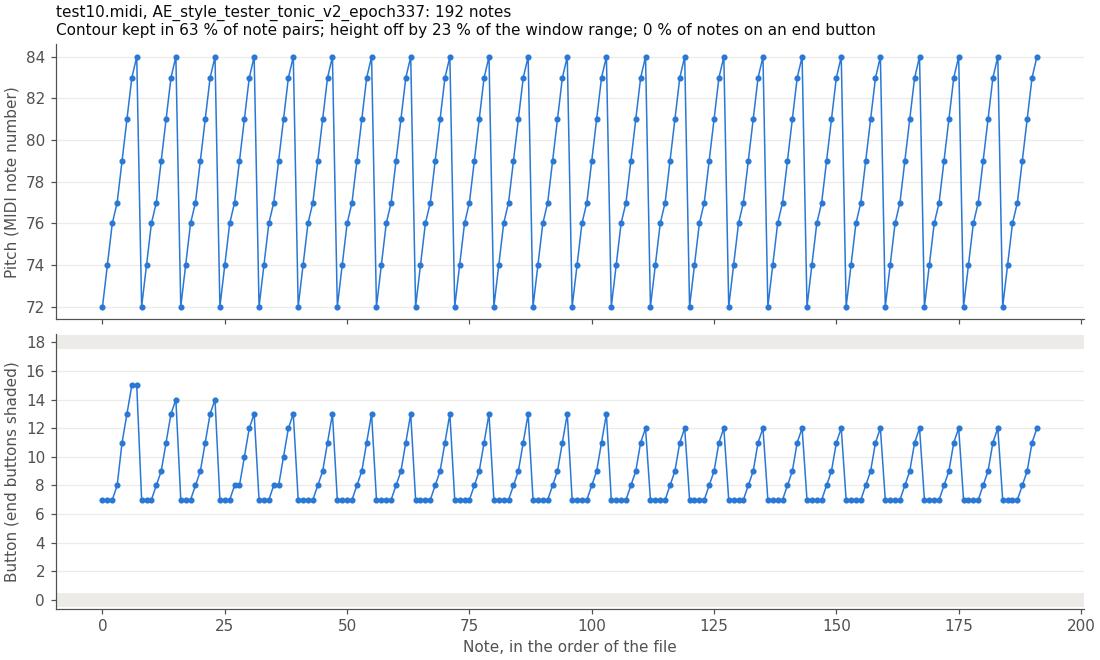 test10.midi, AE_style_tester_tonic_v2_epoch337: 192 notes
Contour kept in 63 % of note pairs; height off by 23 % of the window range; 0 % of notes on an end button
Pitch (MIDI note number)
84
82
80
78
76
74
72
Button (end buttons shaded)
18
16
14
12
10
8
6
4
2
0
0 25 50 75 100 125 150 175 200
Note, in the order of the file